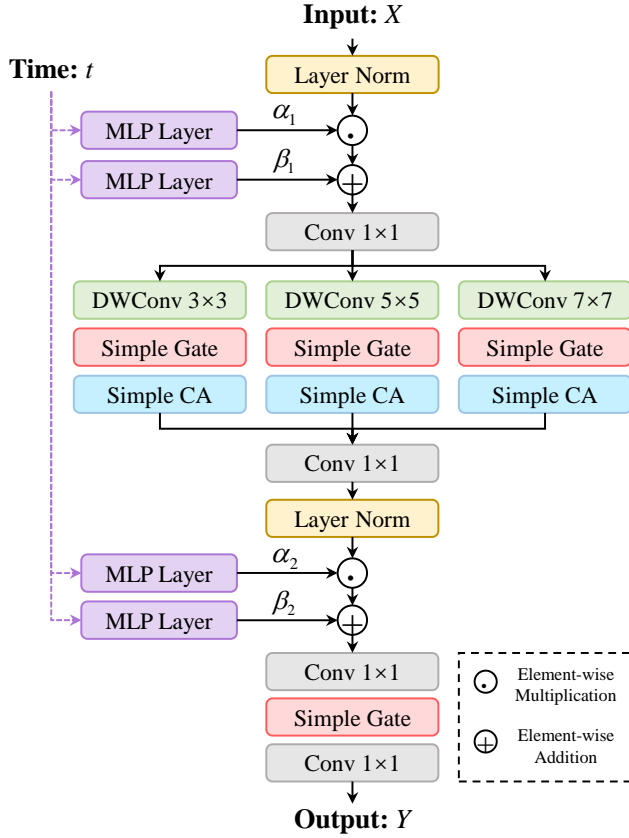 Input: X
Time: t
Layer Norm
MLP Layer
α₁
MLP Layer
β₁
Conv 1×1
DWConv 3×3
DWConv 5×5
DWConv 7×7
Simple Gate
Simple Gate
Simple Gate
Simple CA
Simple CA
Simple CA
Conv 1×1
Layer Norm
MLP Layer
α₂
MLP Layer
β₂
Conv 1×1
Simple Gate
Conv 1×1
Output: Y
Element-wise
Multiplication
Element-wise
Addition